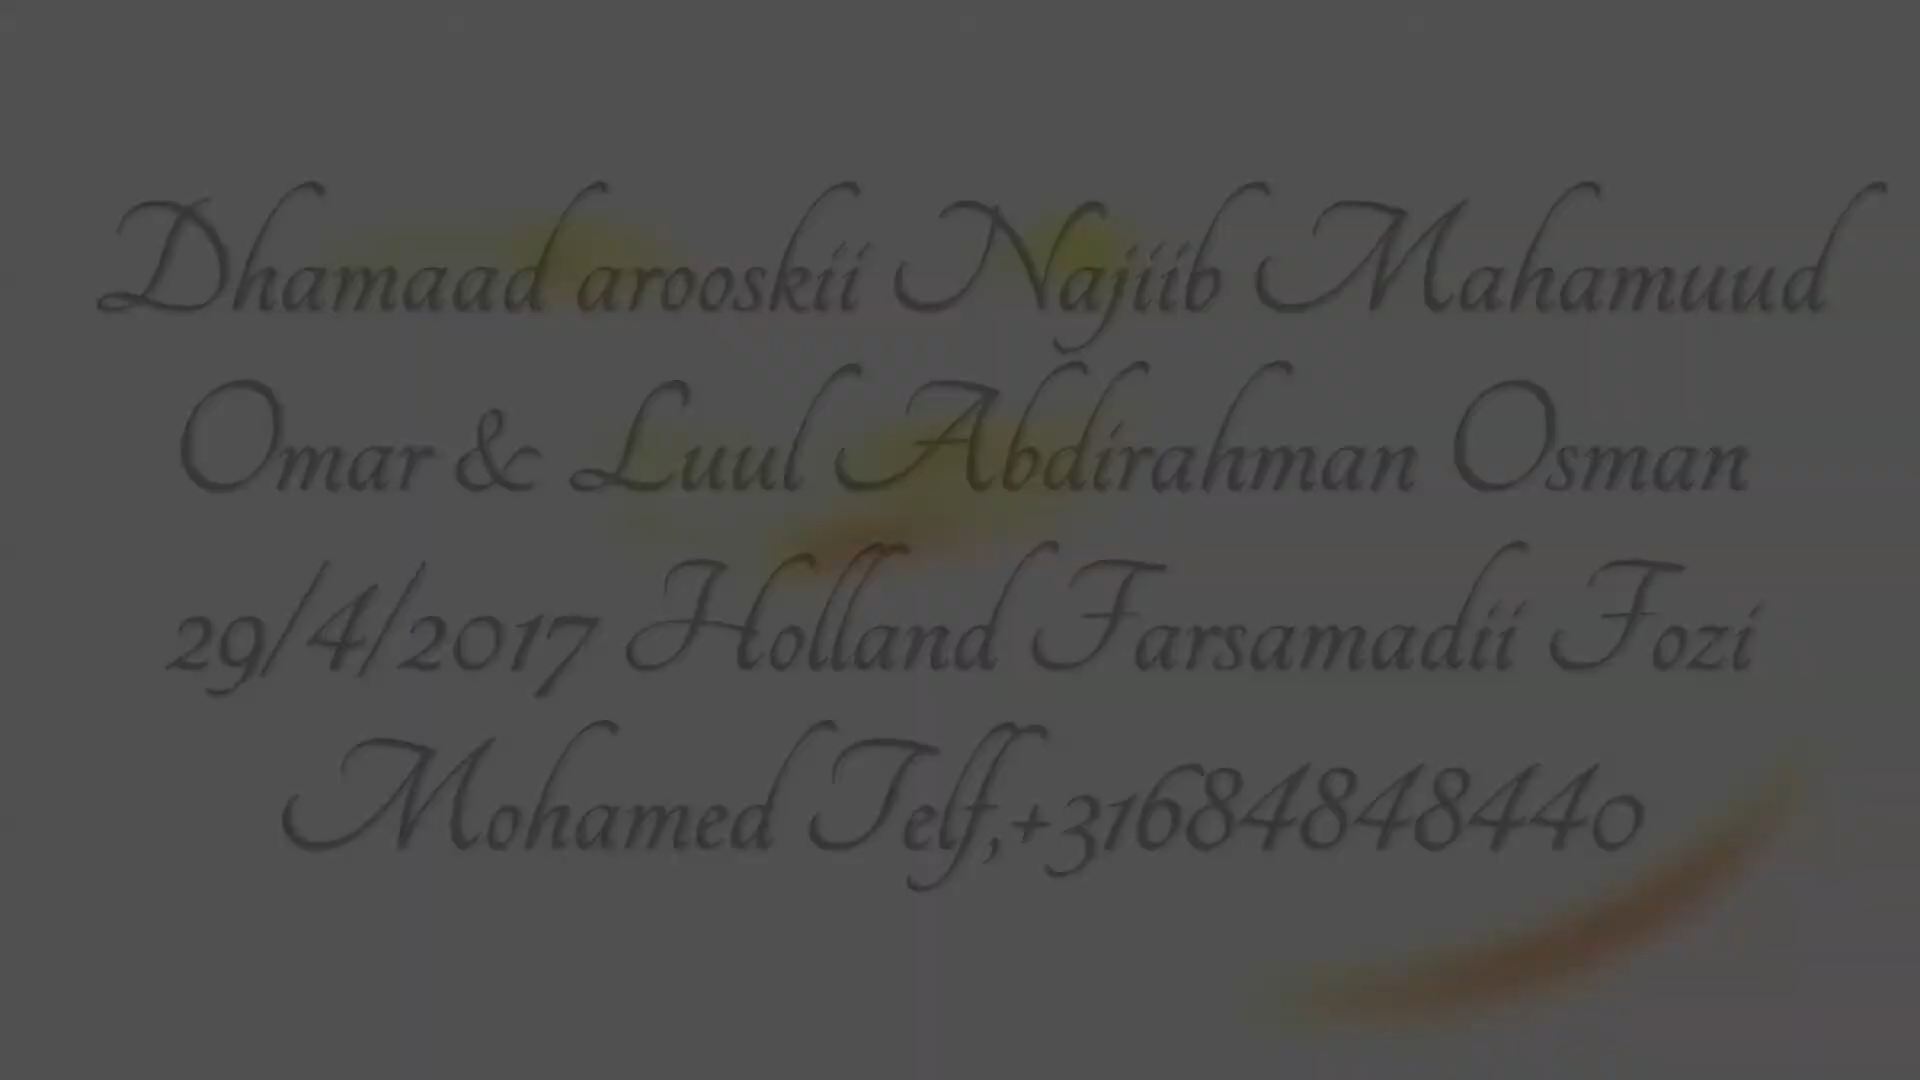 Dhamaad arooskii Najiib Mahamuud
Omar & Luul Abdirahman Osman
29/4/2017 Holland Farsamadii Fozi
Mohamed Telf,+31684848440